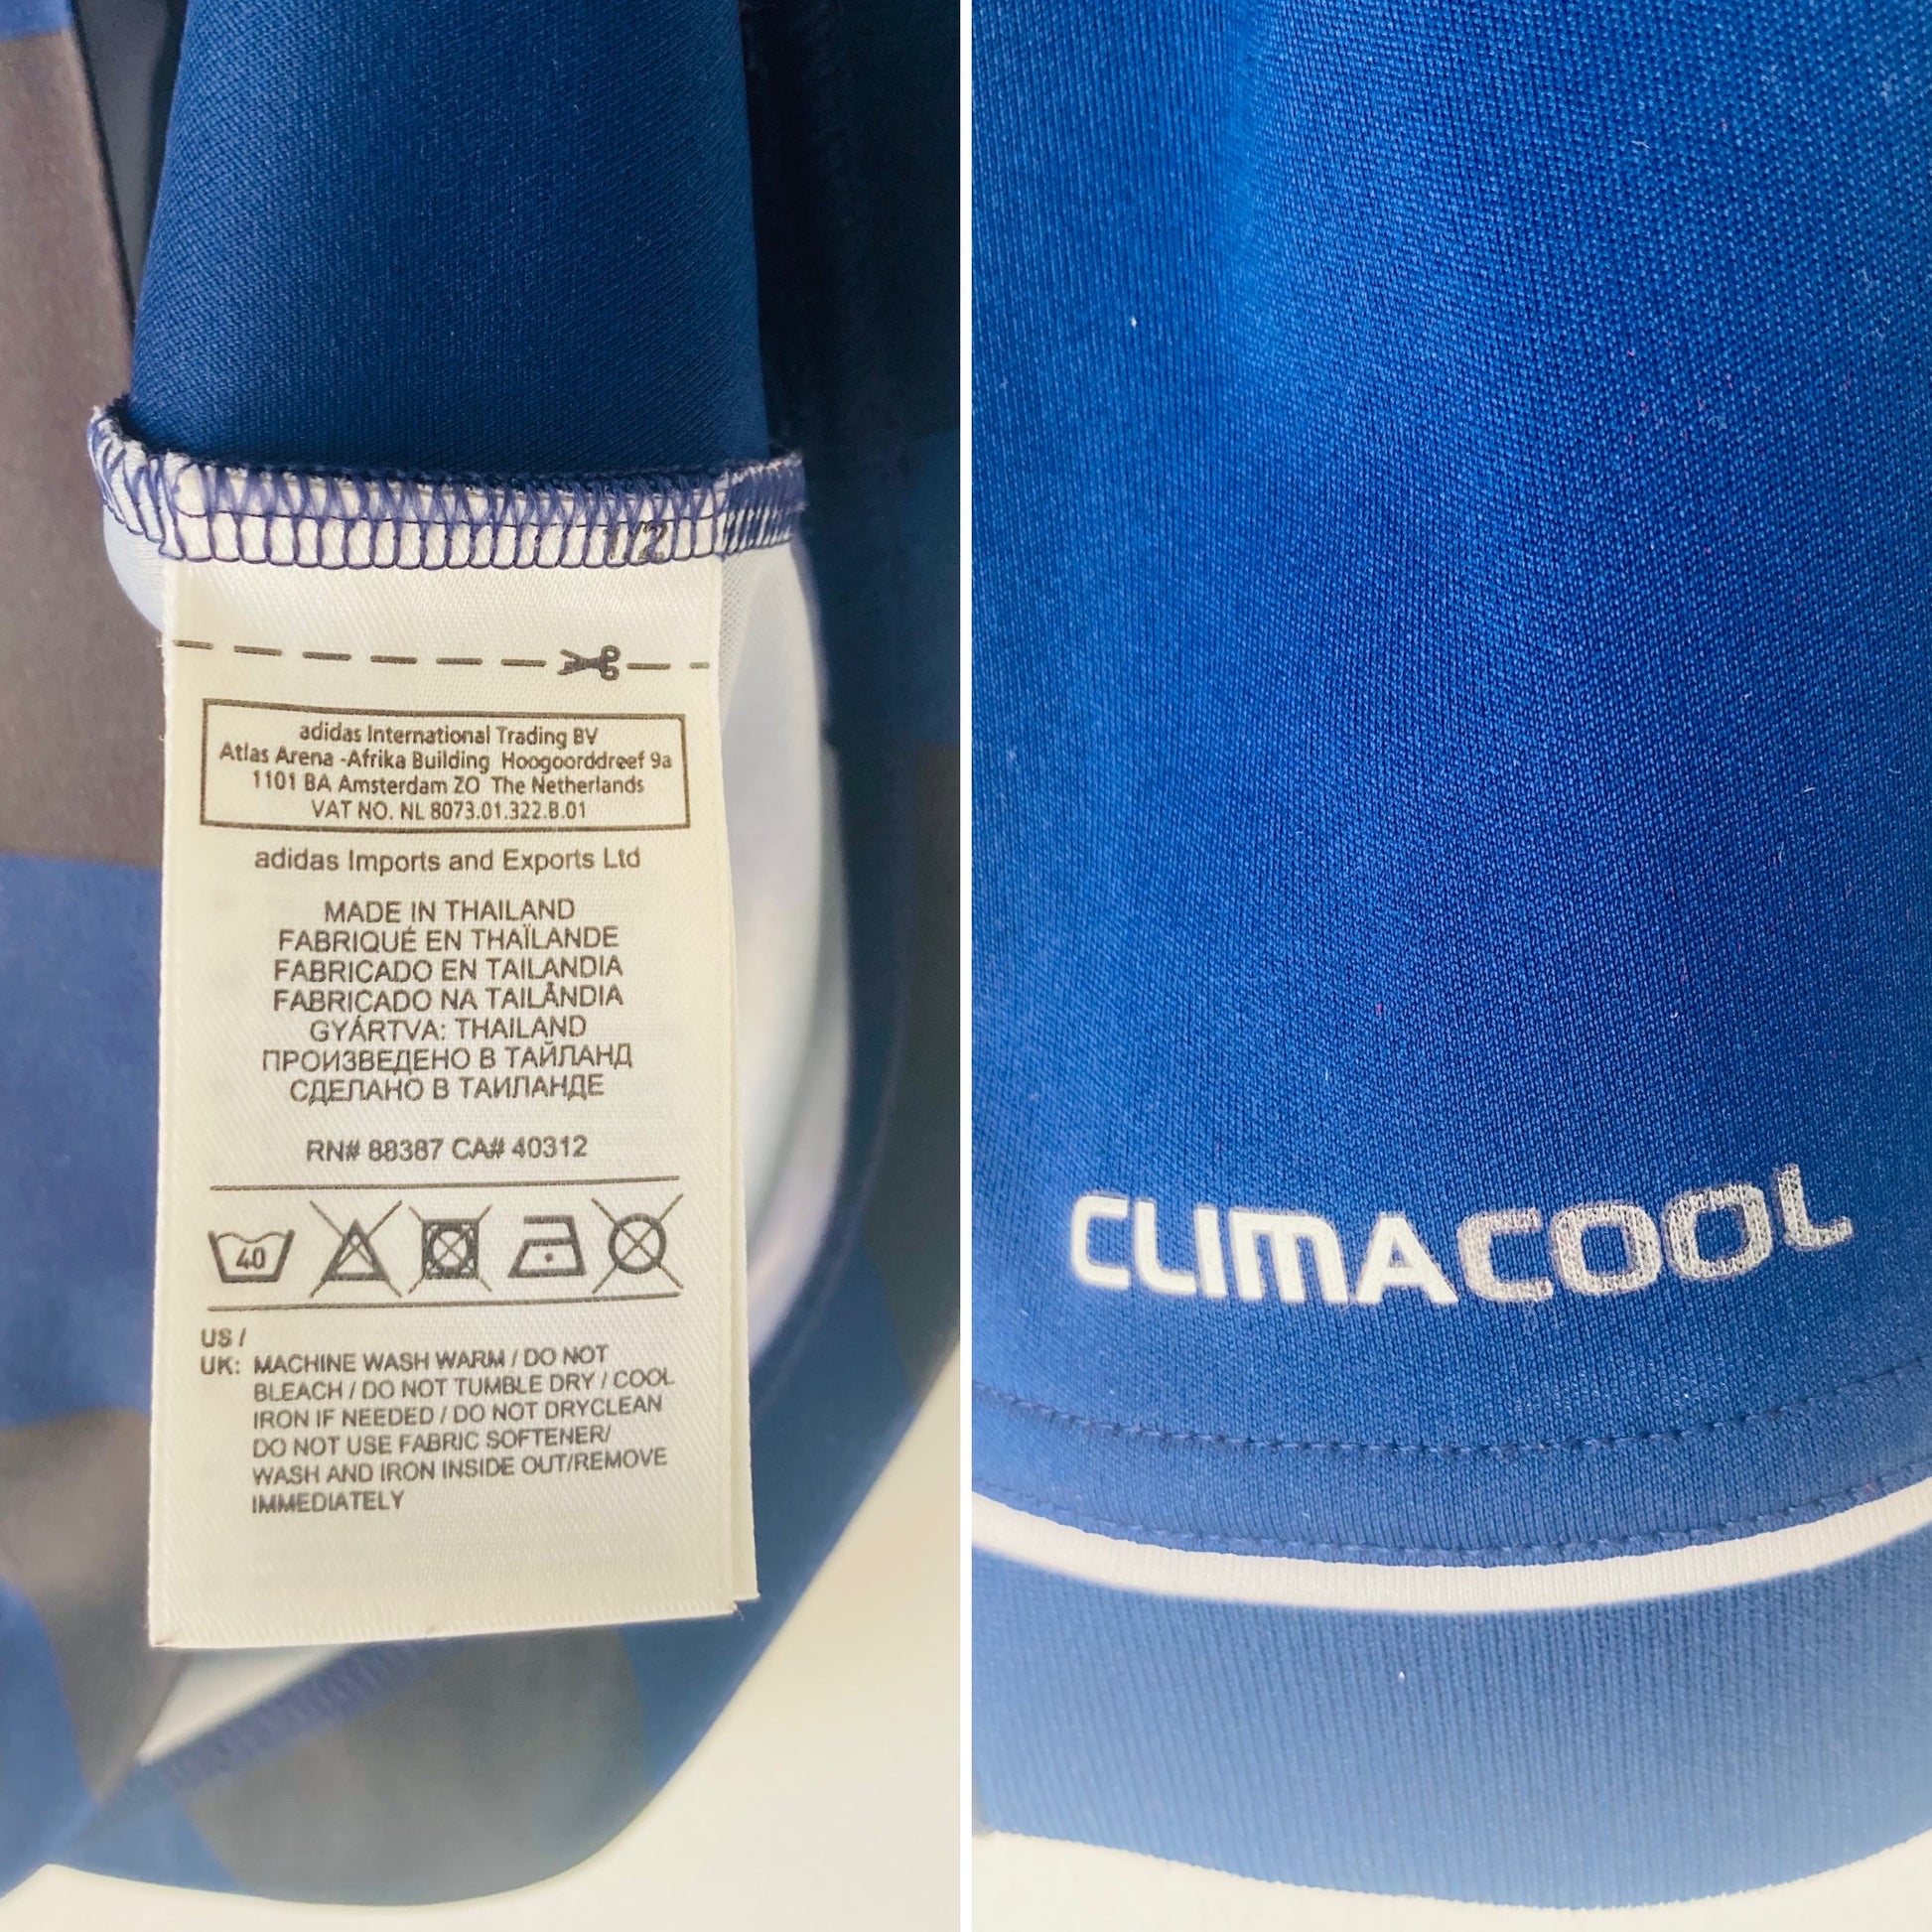 1/2
adidas International Trading BV
Atlas Arena -Afrika Building Hoogoorddreef 9a
1101 BA Amsterdam ZO The Netherlands
VAT NO. NL 8073.01.322.B.01
adidas Imports and Exports Ltd
MADE IN THAILAND
FABRIQUÉ EN THAÏLANDE
FABRICADO EN TAILANDIA
FABRICADO NA TAILÂNDIA
GYÁRTVA: THAILAND
ПРОИЗВЕДЕНО В ТАЙЛАНД
СДЕЛАНО В ТАИЛАНДЕ
RN# 88387 CA# 40312
40
US /
UK: MACHINE WASH WARM / DO NOT
BLEACH / DO NOT TUMBLE DRY / COOL
IRON IF NEEDED / DO NOT DRYCLEAN
DO NOT USE FABRIC SOFTENER/
WASH AND IRON INSIDE OUT/REMOVE
IMMEDIATELY
CLIMACOOL